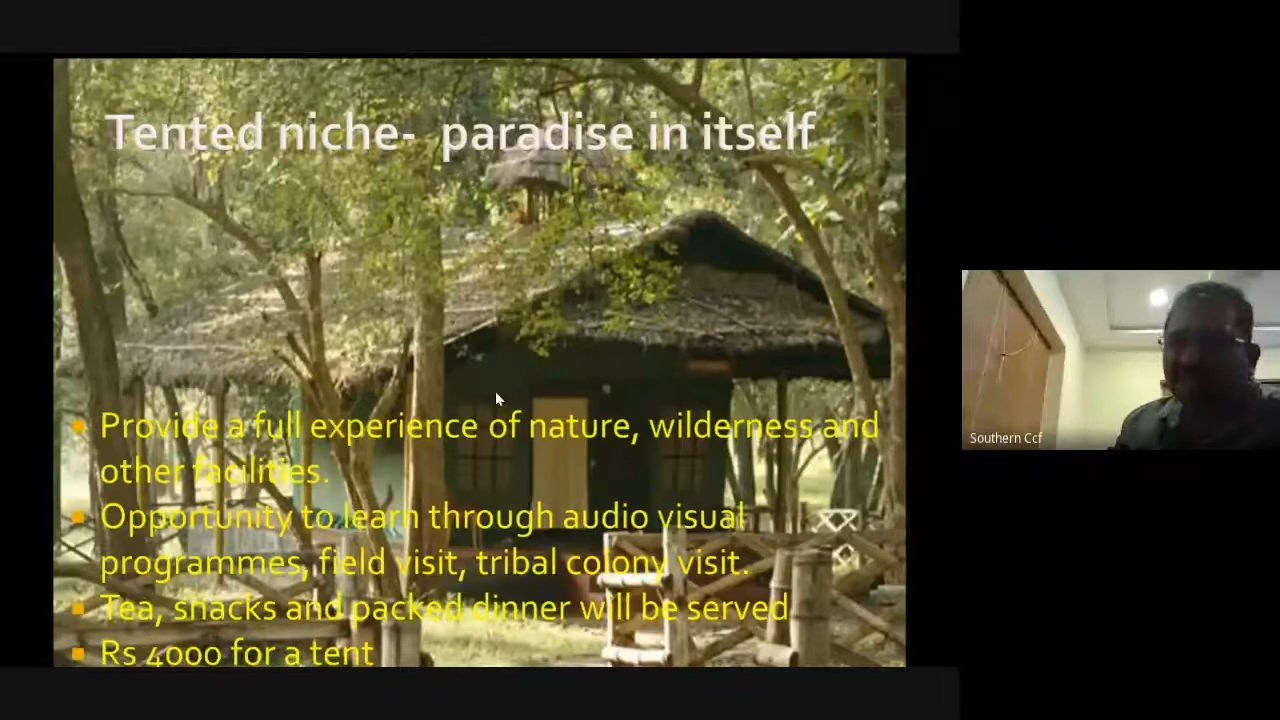 Tented niche- paradise in itself
Provide a full experience of nature, wilderness and
other facilities.
Opportunity to learn through audio visual
programmes, field visit, tribal colony visit.
Tea, snacks and packed dinner will be served
Rs 4000 for a tent
Southern Ccf